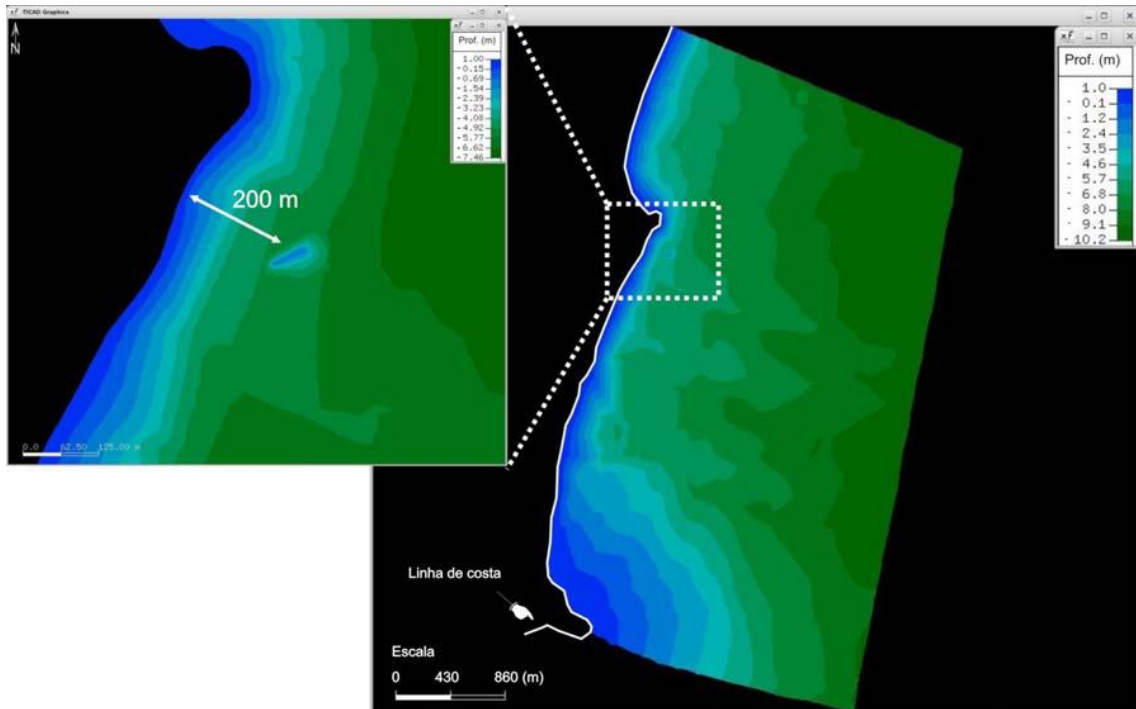 TICAD Graphics
N
Prof. (m)
1.00
-0.15
-0.69
-1.54
-2.39
-3.23
-4.08
-4.92
-5.77
-6.62
-7.46
200 m
0.0 62.50 125.00 m
Prof. (m)
1.0
- 0.1
- 1.2
- 2.4
- 3.5
- 4.6
- 5.7
- 6.8
- 8.0
- 9.1
- 10.2
Linha de costa
Escala
0 430 860 (m)